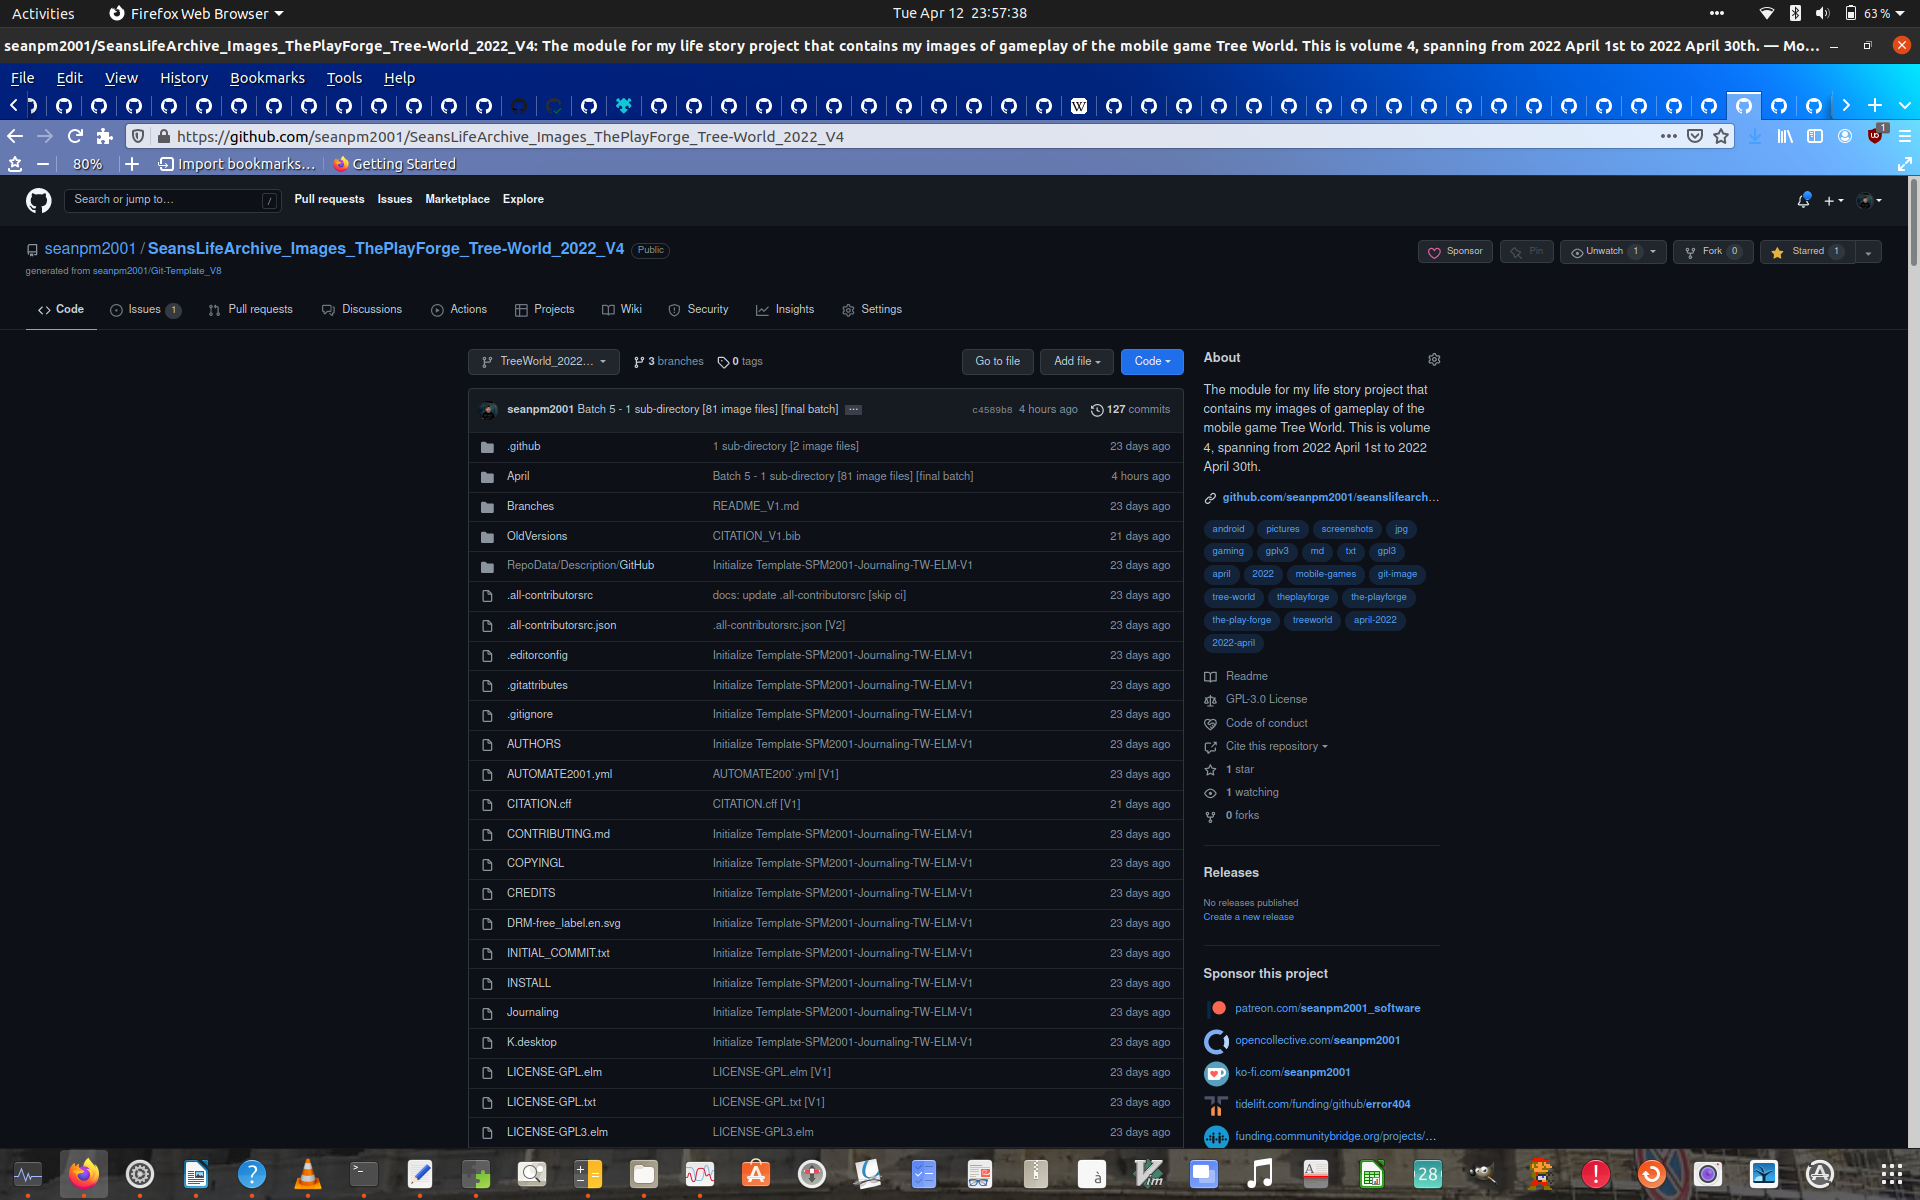 Activities
Firefox Web Browser
Tue Apr 12 23:57:38
63 %
seanpm2001/SeansLifeArchive_Images_ThePlayForge_Tree-World_2022_V4: The module for my life story project that contains my images of gameplay of the mobile game Tree World. This is volume 4, spanning from 2022 April 1st to 2022 April 30th. — Mo…
File Edit View History Bookmarks Tools Help
https://github.com/seanpm2001/SeansLifeArchive_Images_ThePlayForge_Tree-World_2022_V4
1
80%
Import bookmarks…
Getting Started
Search or jump to…
/
Pull requests Issues Marketplace Explore
seanpm2001 / SeansLifeArchive_Images_ThePlayForge_Tree-World_2022_V4 Public
Sponsor Pin Unwatch 1 Fork 0 Starred 1
generated from seanpm2001/Git-Template_V8
Code Issues 1 Pull requests Discussions Actions Projects Wiki Security Insights Settings
TreeWorld_2022… 3 branches 0 tags Go to file Add file Code
seanpm2001 Batch 5 - 1 sub-directory [81 image files] [final batch] … c4589b8 4 hours ago 127 commits
.github 1 sub-directory [2 image files] 23 days ago
April Batch 5 - 1 sub-directory [81 image files] [final batch] 4 hours ago
Branches README_V1.md 23 days ago
OldVersions CITATION_V1.bib 21 days ago
RepoData/Description/GitHub Initialize Template-SPM2001-Journaling-TW-ELM-V1 23 days ago
.all-contributorsrc docs: update .all-contributorsrc [skip ci] 23 days ago
.all-contributorsrc.json .all-contributorsrc.json [V2] 23 days ago
.editorconfig Initialize Template-SPM2001-Journaling-TW-ELM-V1 23 days ago
.gitattributes Initialize Template-SPM2001-Journaling-TW-ELM-V1 23 days ago
.gitignore Initialize Template-SPM2001-Journaling-TW-ELM-V1 23 days ago
AUTHORS Initialize Template-SPM2001-Journaling-TW-ELM-V1 23 days ago
AUTOMATE2001.yml AUTOMATE200`.yml [V1] 23 days ago
CITATION.cff CITATION.cff [V1] 21 days ago
CONTRIBUTING.md Initialize Template-SPM2001-Journaling-TW-ELM-V1 23 days ago
COPYINGL Initialize Template-SPM2001-Journaling-TW-ELM-V1 23 days ago
CREDITS Initialize Template-SPM2001-Journaling-TW-ELM-V1 23 days ago
DRM-free_label.en.svg Initialize Template-SPM2001-Journaling-TW-ELM-V1 23 days ago
INITIAL_COMMIT.txt Initialize Template-SPM2001-Journaling-TW-ELM-V1 23 days ago
INSTALL Initialize Template-SPM2001-Journaling-TW-ELM-V1 23 days ago
Journaling Initialize Template-SPM2001-Journaling-TW-ELM-V1 23 days ago
K.desktop Initialize Template-SPM2001-Journaling-TW-ELM-V1 23 days ago
LICENSE-GPL.elm LICENSE-GPL.elm [V1] 23 days ago
LICENSE-GPL.txt LICENSE-GPL.txt [V1] 23 days ago
LICENSE-GPL3.elm LICENSE-GPL3.elm 23 days ago
About
The module for my life story project that
contains my images of gameplay of the
mobile game Tree World. This is volume
4, spanning from 2022 April 1st to 2022
April 30th.
github.com/seanpm2001/seanslifearch…
android pictures screenshots jpg
gaming gplv3 md txt gpl3
april 2022 mobile-games git-image
tree-world theplayforge the-playforge
the-play-forge treeworld april-2022
2022-april
Readme
GPL-3.0 License
Code of conduct
Cite this repository
1 star
1 watching
0 forks
Releases
No releases published
Create a new release
Sponsor this project
patreon.com/seanpm2001_software
opencollective.com/seanpm2001
ko-fi.com/seanpm2001
tidelift.com/funding/github/error404
funding.communitybridge.org/projects/…
28